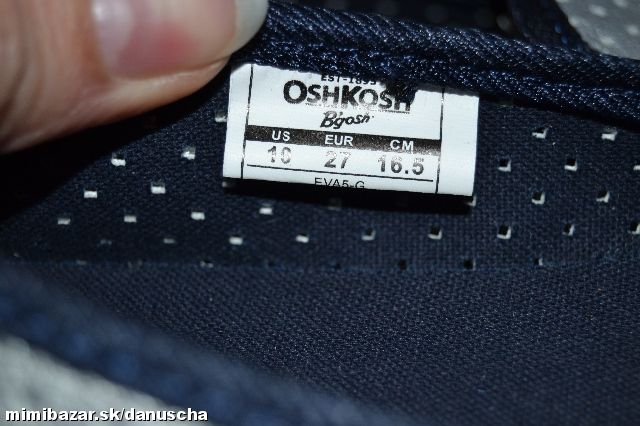 EST-1895
OSHKOSH
B'gosh
US EUR CM
10 27 16.5
EVA5-G
mimibazar.sk/danuscha